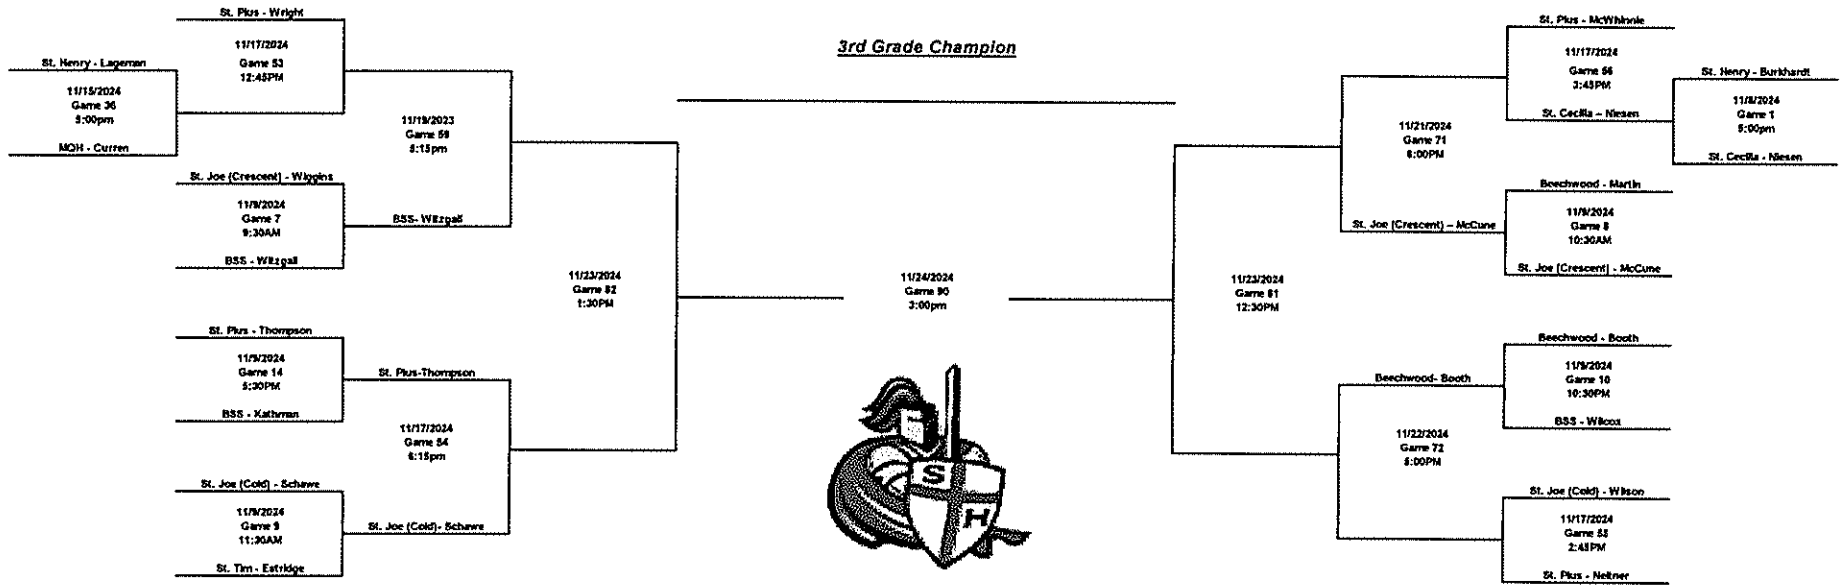 St. Pius - Wright
11/17/2024
Game 53
12:45PM
St. Henry - Lageman
11/15/2024
Game 36
5:00pm
MQH - Curren
11/19/2023
Game 59
5:15pm
St. Joe (Crescent) - Wiggins
11/9/2024
Game 7
9:30AM
BSS - Witzgall
BSS- Witzgall
11/23/2024
Game 82
1:30PM
St. Pius - Thompson
11/9/2024
Game 14
5:30PM
BSS - Kathman
St. Pius-Thompson
11/17/2024
Game 54
6:15pm
St. Joe (Cold) - Schawe
11/9/2024
Game 9
11:30AM
St. Tim - Estridge
St. Joe (Cold)- Schawe
3rd Grade Champion
11/24/2024
Game 90
3:00pm
S
H
St. Pius - McWhinnie
11/17/2024
Game 56
3:45PM
St. Cecilia – Niesen
St. Henry - Burkhardt
11/8/2024
Game 1
5:00pm
St. Cecilia - Niesen
11/21/2024
Game 71
6:00PM
Beechwood - Martin
11/9/2024
Game 8
10:30AM
St. Joe (Crescent) - McCune
St. Joe (Crescent) – McCune
11/23/2024
Game 81
12:30PM
Beechwood - Booth
11/9/2024
Game 10
10:30PM
BSS - Wilcox
Beechwood- Booth
11/22/2024
Game 72
5:00PM
St. Joe (Cold) - Wilson
11/17/2024
Game 55
2:45PM
St. Pius - Neltner